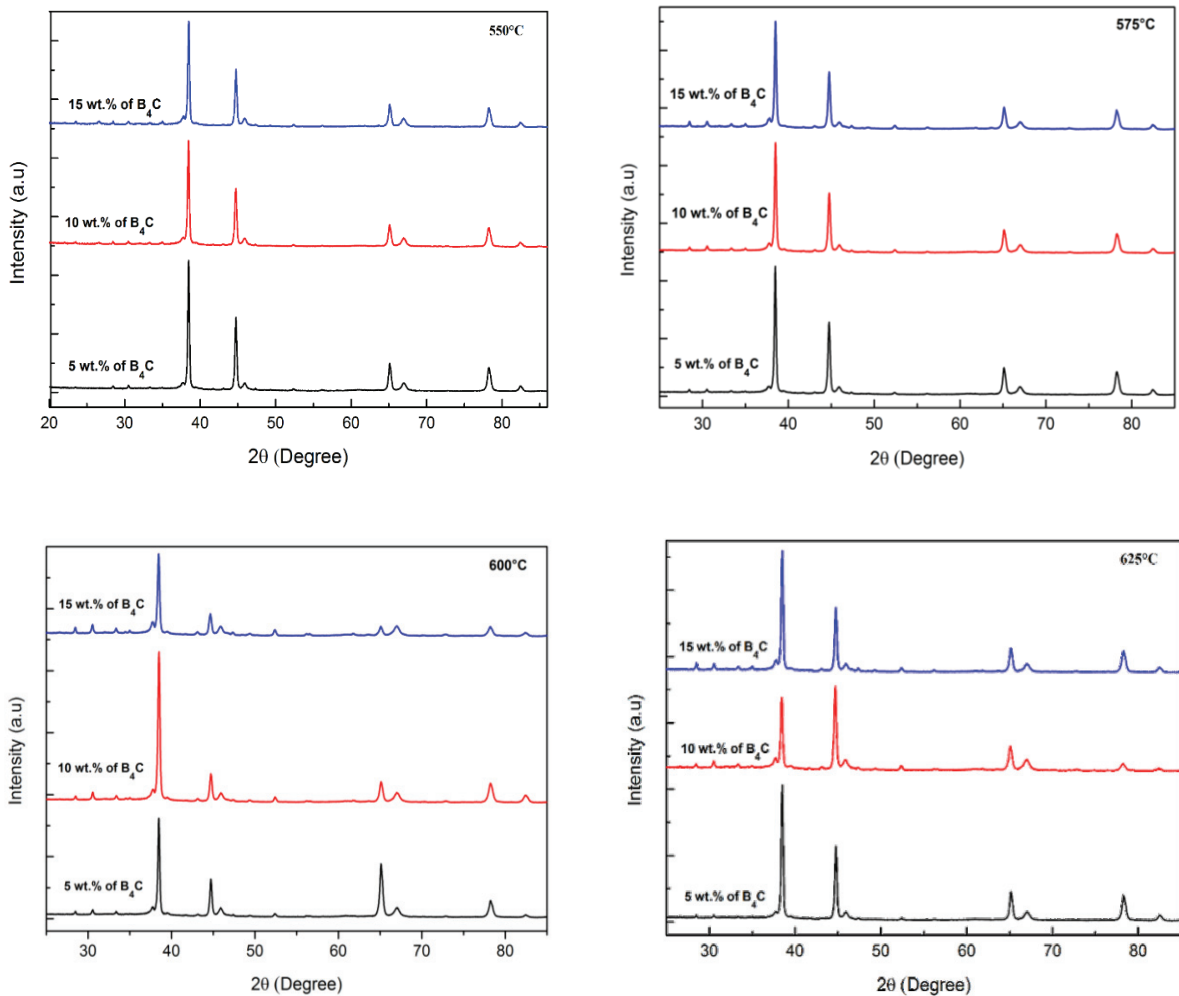 550°C
15 wt.% of B₄C
10 wt.% of B₄C
5 wt.% of B₄C
Intensity (a.u)
20 30 40 50 60 70 80
2θ (Degree)
575°C
15 wt.% of B₄C
10 wt.% of B₄C
5 wt.% of B₄C
Intensity (a.u)
30 40 50 60 70 80
2θ (Degree)
600°C
15 wt.% of B₄C
10 wt.% of B₄C
5 wt.% of B₄C
Intensity (a.u)
30 40 50 60 70 80
2θ (Degree)
625°C
15 wt.% of B₄C
10 wt.% of B₄C
5 wt.% of B₄C
Intensity (a.u)
30 40 50 60 70 80
2θ (Degree)